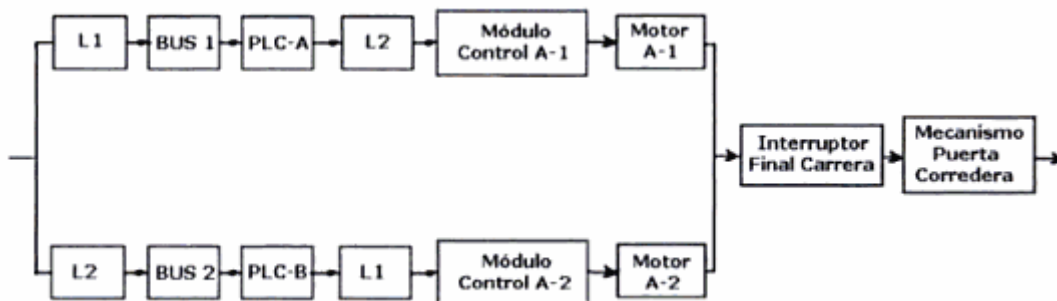 L1
BUS 1
PLC-A
L2
Módulo
Control A-1
Motor
A-1
Interruptor
Final Carrera
Mecanismo
Puerta
Corredera
L2
BUS 2
PLC-B
L1
Módulo
Control A-2
Motor
A-2